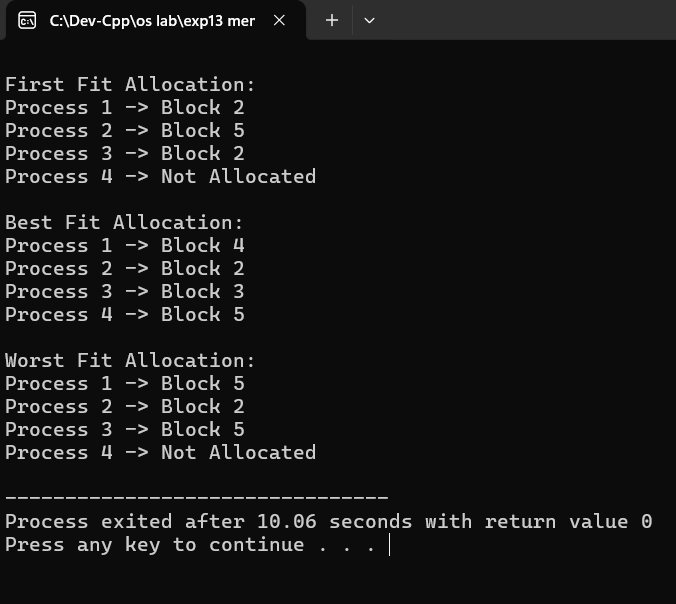 C:\Dev-Cpp\os lab\exp13 mer
First Fit Allocation:
Process 1 -> Block 2
Process 2 -> Block 5
Process 3 -> Block 2
Process 4 -> Not Allocated
Best Fit Allocation:
Process 1 -> Block 4
Process 2 -> Block 2
Process 3 -> Block 3
Process 4 -> Block 5
Worst Fit Allocation:
Process 1 -> Block 5
Process 2 -> Block 2
Process 3 -> Block 5
Process 4 -> Not Allocated
--------------------------------
Process exited after 10.06 seconds with return value 0
Press any key to continue . . .